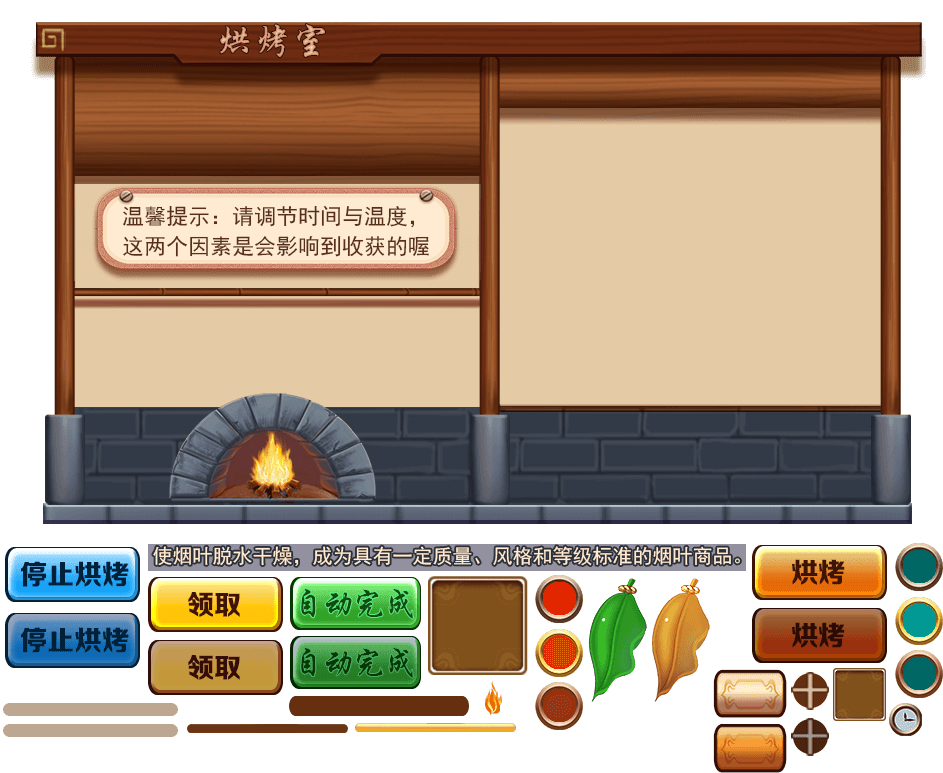 烘烤室
温馨提示：请调节时间与温度，
这两个因素是会影响到收获的喔
使烟叶脱水干燥，成为具有一定质量、风格和等级标准的烟叶商品。
停止烘烤
领取
自动完成
烘烤
停止烘烤
领取
自动完成
烘烤